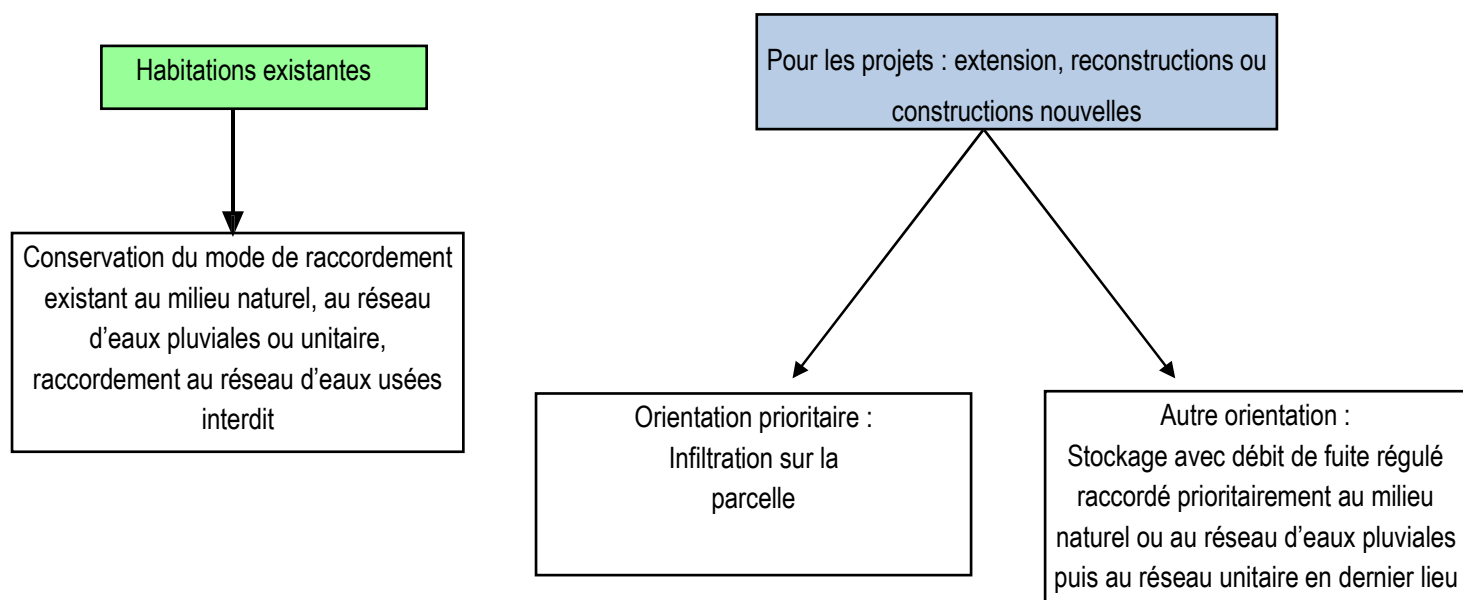 Habitations existantes
Pour les projets : extension, reconstructions ou
constructions nouvelles
Conservation du mode de raccordement
existant au milieu naturel, au réseau
d’eaux pluviales ou unitaire,
raccordement au réseau d’eaux usées
interdit
Orientation prioritaire :
Infiltration sur la
parcelle
Autre orientation :
Stockage avec débit de fuite régulé
raccordé prioritairement au milieu
naturel ou au réseau d’eaux pluviales
puis au réseau unitaire en dernier lieu